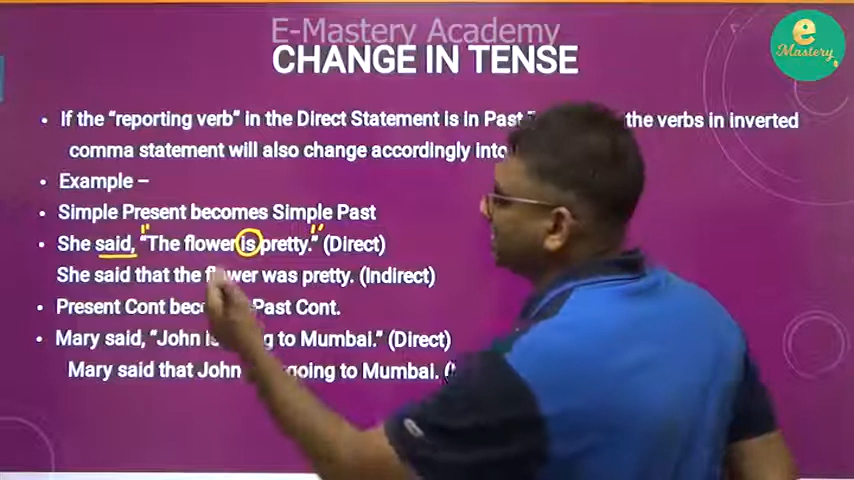 E-Mastery Academy
CHANGE IN TENSE
e
Mastery
If the “reporting verb” in the Direct Statement is in Past the verbs in inverted
comma statement will also change accordingly into
Example –
Simple Present becomes Simple Past
She said, “The flower is pretty.” (Direct)
She said that the flower was pretty. (Indirect)
Present Cont Past Cont.
Mary said, “John to Mumbai.” (Direct)
Mary said that John going to Mumbai.